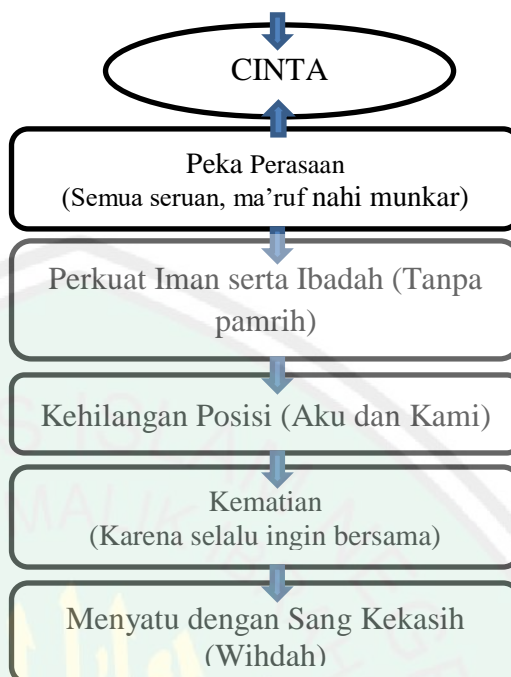 CINTA
Peka Perasaan
(Semua seruan, ma’ruf nahi munkar)
Perkuat Iman serta Ibadah (Tanpa
pamrih)
Kehilangan Posisi (Aku dan Kami)
Kematian
(Karena selalu ingin bersama)
Menyatu dengan Sang Kekasih
(Wihdah)